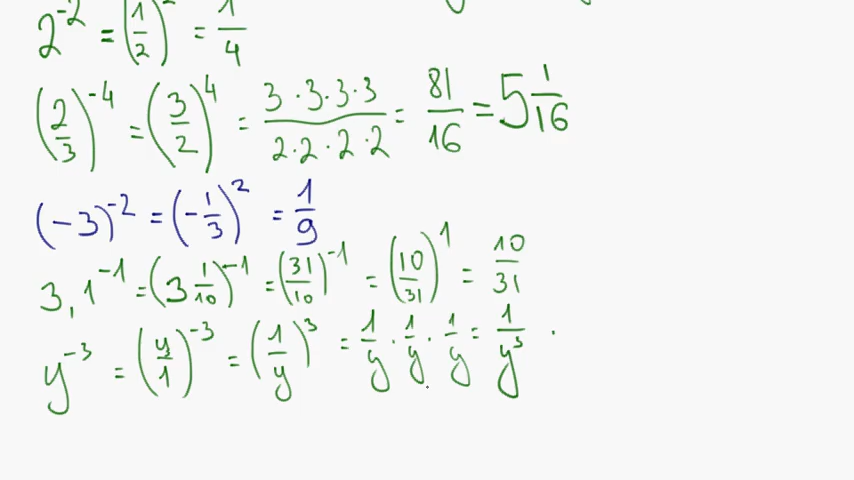 2^-2 = (1/2)^2 = 1/4
(2/3)^-4 = (3/2)^4 = 3·3·3·3/2·2·2·2 = 81/16 = 5 1/16
(-3)^-2 = (-1/3)^2 = 1/9
3,1^-1 = (3 1/10)^-1 = (31/10)^-1 = (10/31)^1 = 10/31
y^-3 = (y/1)^-3 = (1/y)^3 = 1/y · 1/y · 1/y = 1/y^3 .